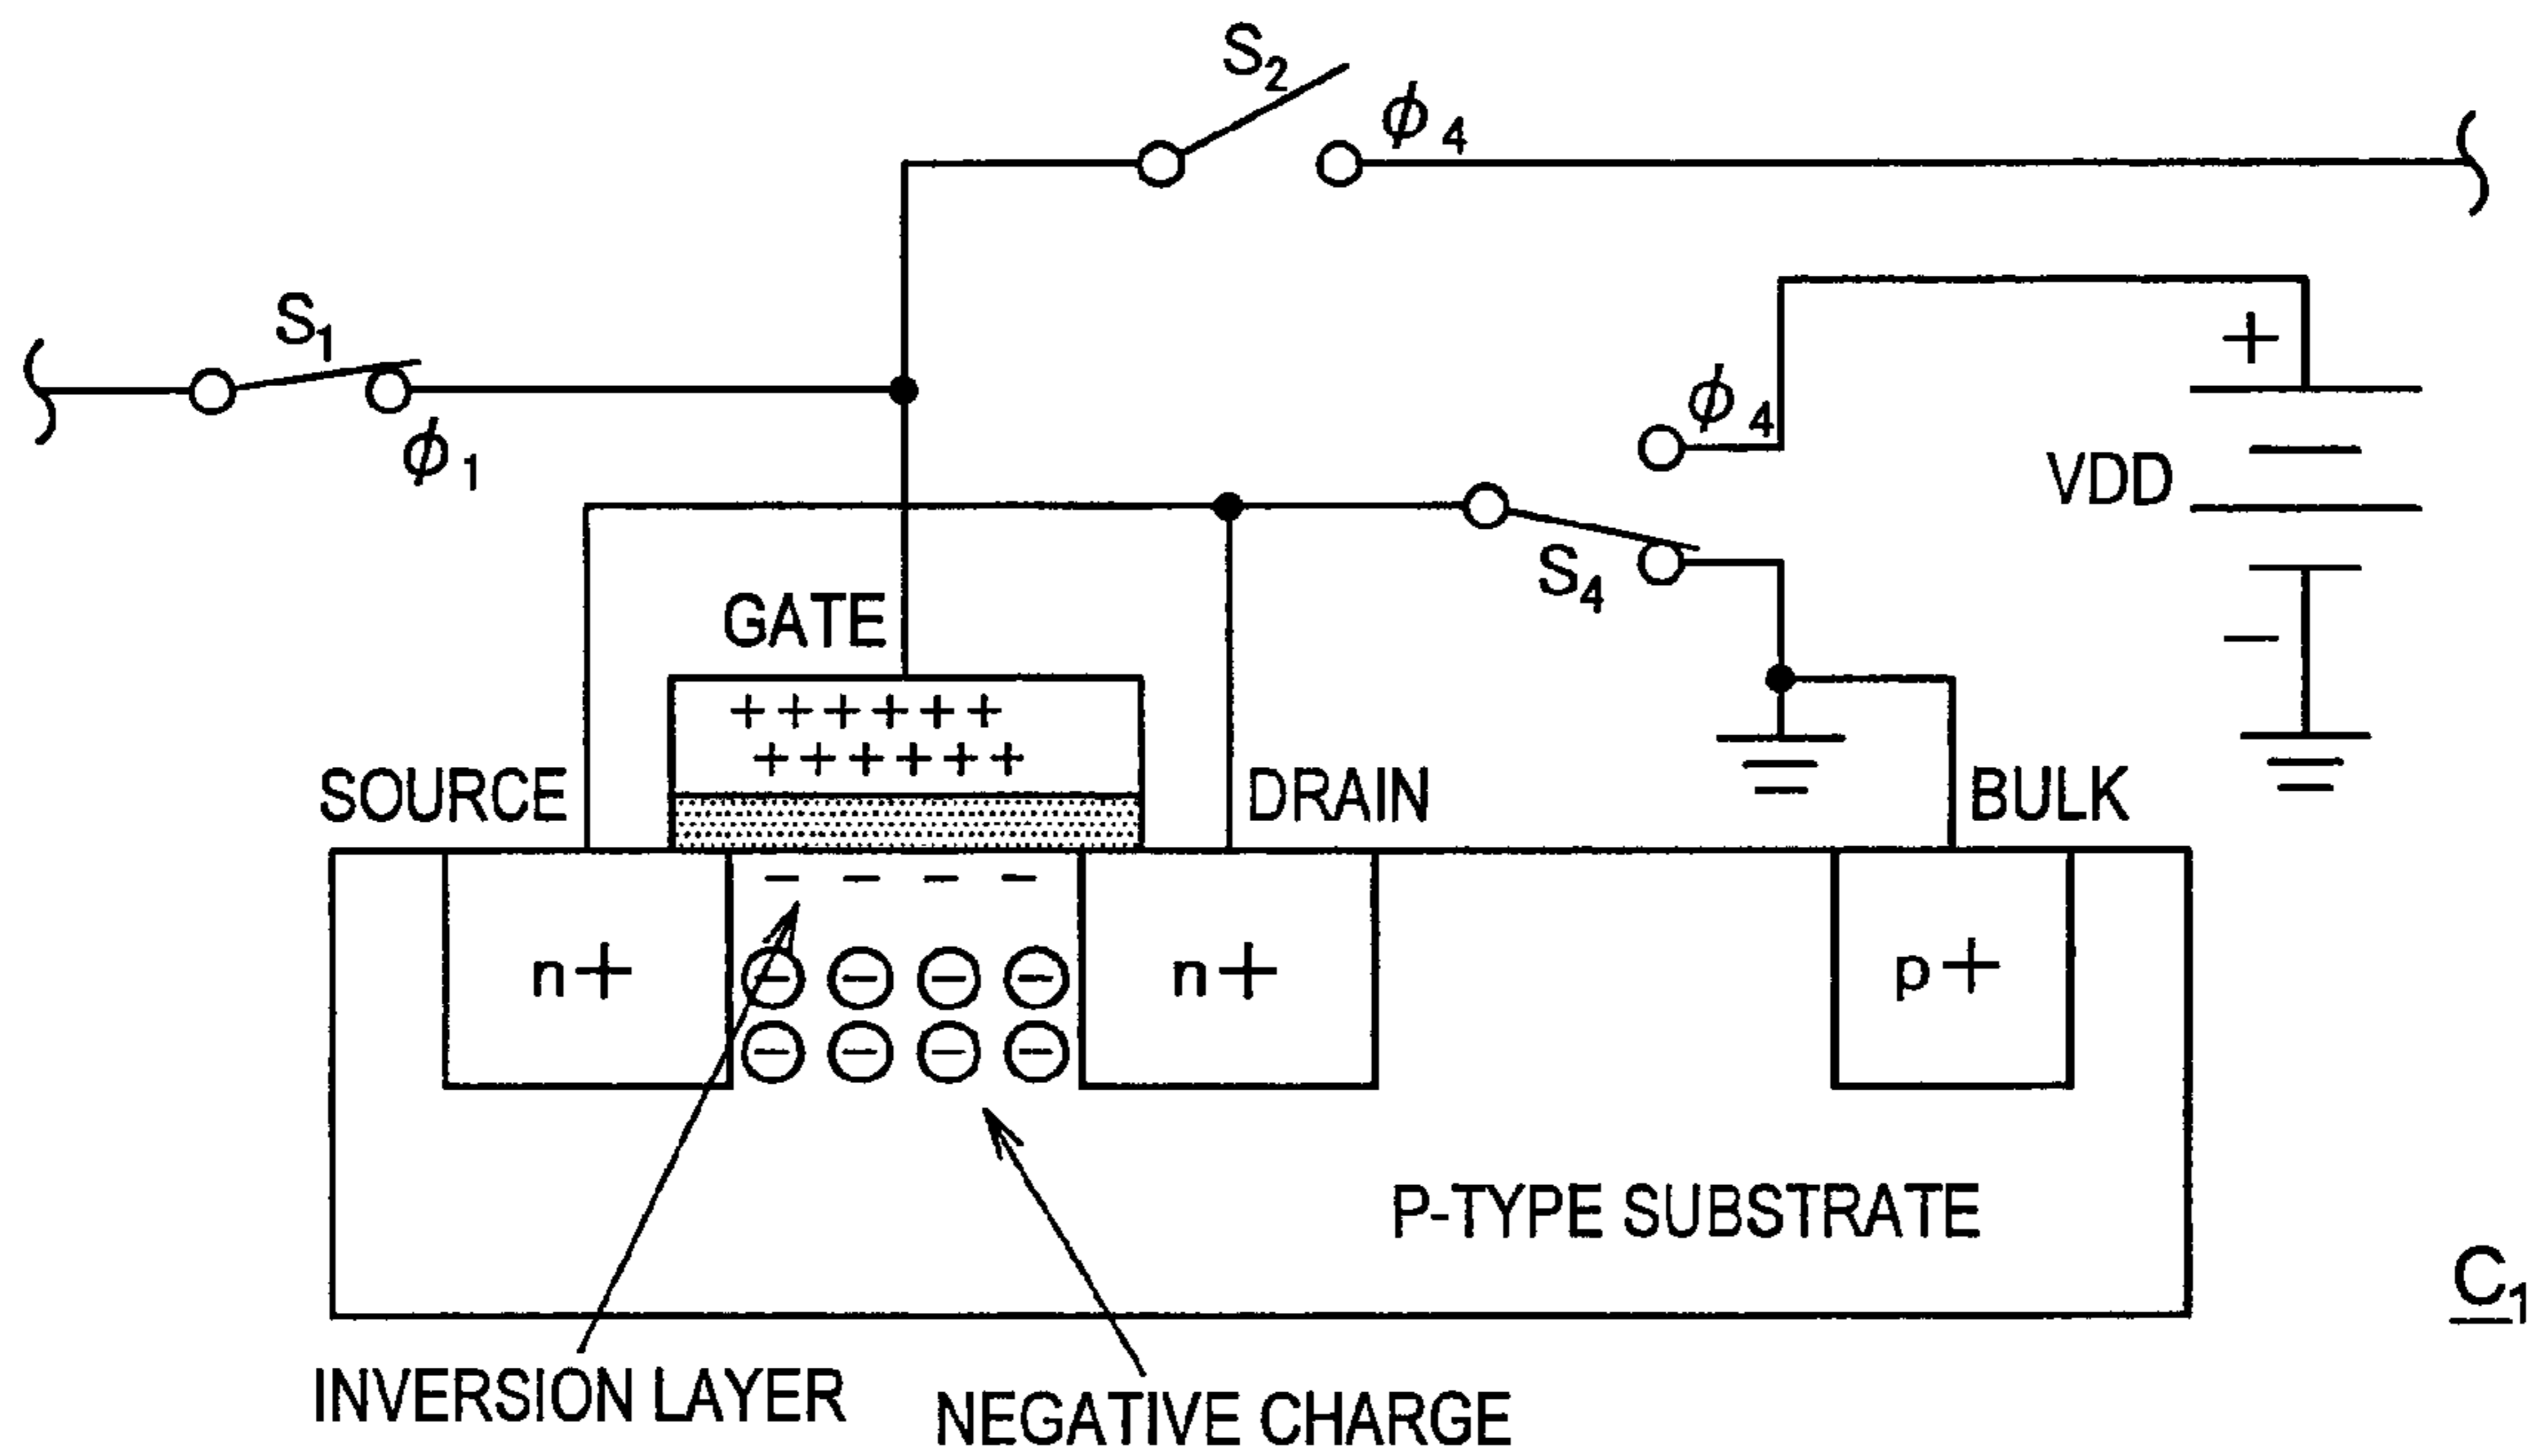 S2
ϕ4
S1
ϕ1
+
ϕ4
VDD
S4
−
GATE
++++++
++++++
SOURCE
DRAIN
BULK
− − − −
n+
n+
p+
⊖ ⊖ ⊖ ⊖
⊖ ⊖ ⊖ ⊖
P-TYPE SUBSTRATE
C1
INVERSION LAYER
NEGATIVE CHARGE